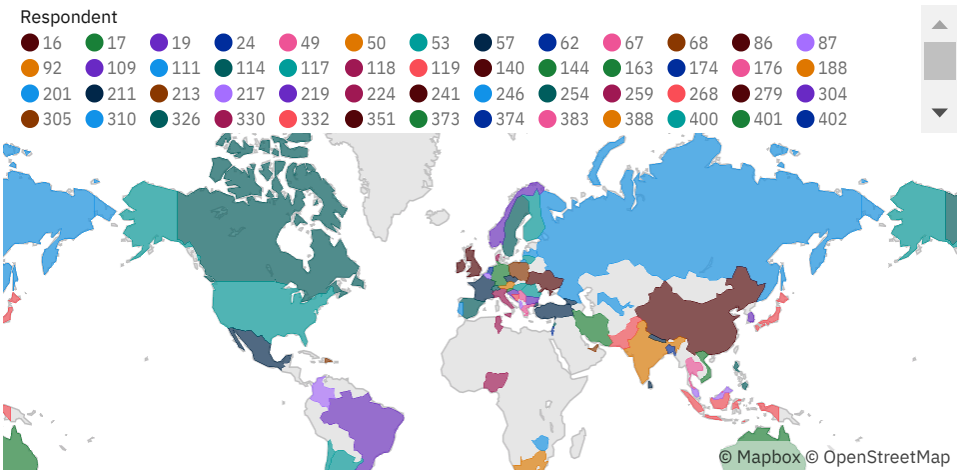 Respondent
16 17 19 24 49 50 53 57 62 67 68 86 87
92 109 111 114 117 118 119 140 144 163 174 176 188
201 211 213 217 219 224 241 246 254 259 268 279 304
305 310 326 330 332 351 373 374 383 388 400 401 402
© Mapbox © OpenStreetMap